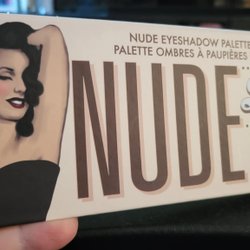 NUDE EYESHADOW PALETTE
PALETTE OMBRES À PAUPIÈRES
NUDE